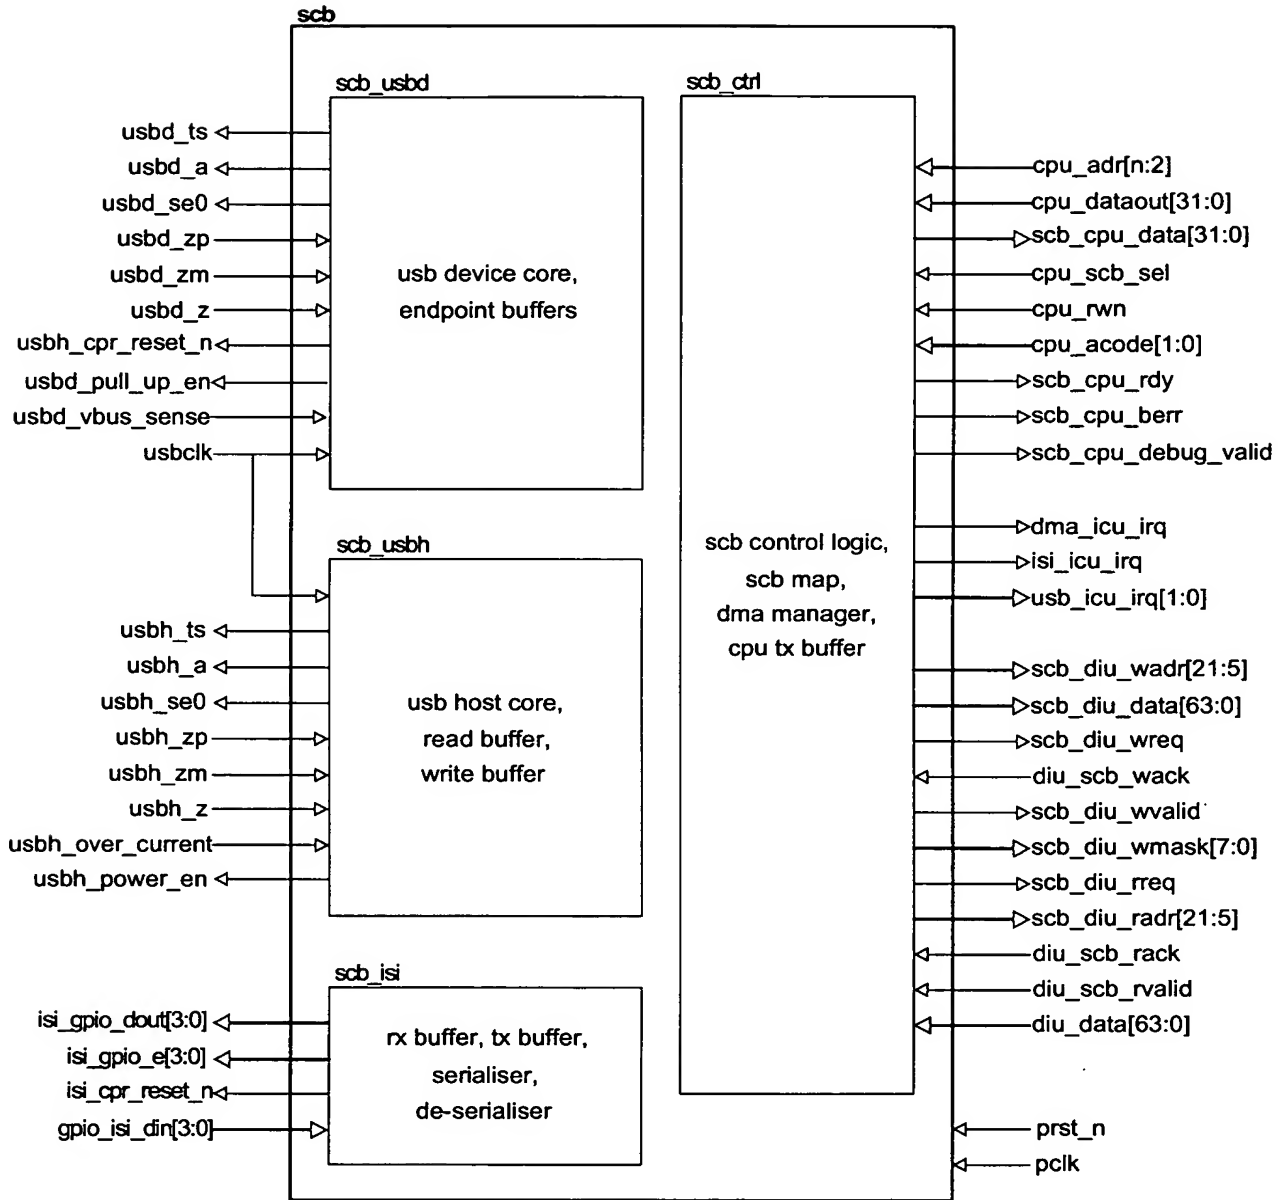 scb
scb_usbd
usbd_ts
usbd_a
usbd_se0
usbd_zp
usbd_zm
usbd_z
usbh_cpr_reset_n
usbd_pull_up_en
usbd_vbus_sense
usbclk
usb device core,
endpoint buffers
scb_usbh
usbh_ts
usbh_a
usbh_se0
usbh_zp
usbh_zm
usbh_z
usbh_over_current
usbh_power_en
usb host core,
read buffer,
write buffer
scb_isi
isi_gpio_dout[3:0]
isi_gpio_e[3:0]
isi_cpr_reset_n
gpio_isi_din[3:0]
rx buffer, tx buffer,
serialiser,
de-serialiser
scb_ctrl
scb control logic,
scb map,
dma manager,
cpu tx buffer
cpu_adr[n:2]
cpu_dataout[31:0]
scb_cpu_data[31:0]
cpu_scb_sel
cpu_rwn
cpu_acode[1:0]
scb_cpu_rdy
scb_cpu_berr
scb_cpu_debug_valid
dma_icu_irq
isi_icu_irq
usb_icu_irq[1:0]
scb_diu_wadr[21:5]
scb_diu_data[63:0]
scb_diu_wreq
diu_scb_wack
scb_diu_wvalid
scb_diu_wmask[7:0]
scb_diu_rreq
scb_diu_radr[21:5]
diu_scb_rack
diu_scb_rvalid
diu_data[63:0]
prst_n
pclk